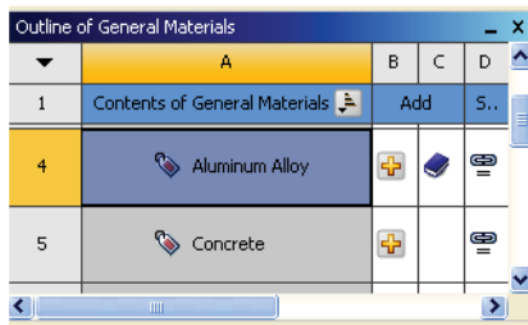 Outline of General Materials
A B C D
1 Contents of General Materials Add S..
4 Aluminum Alloy
5 Concrete